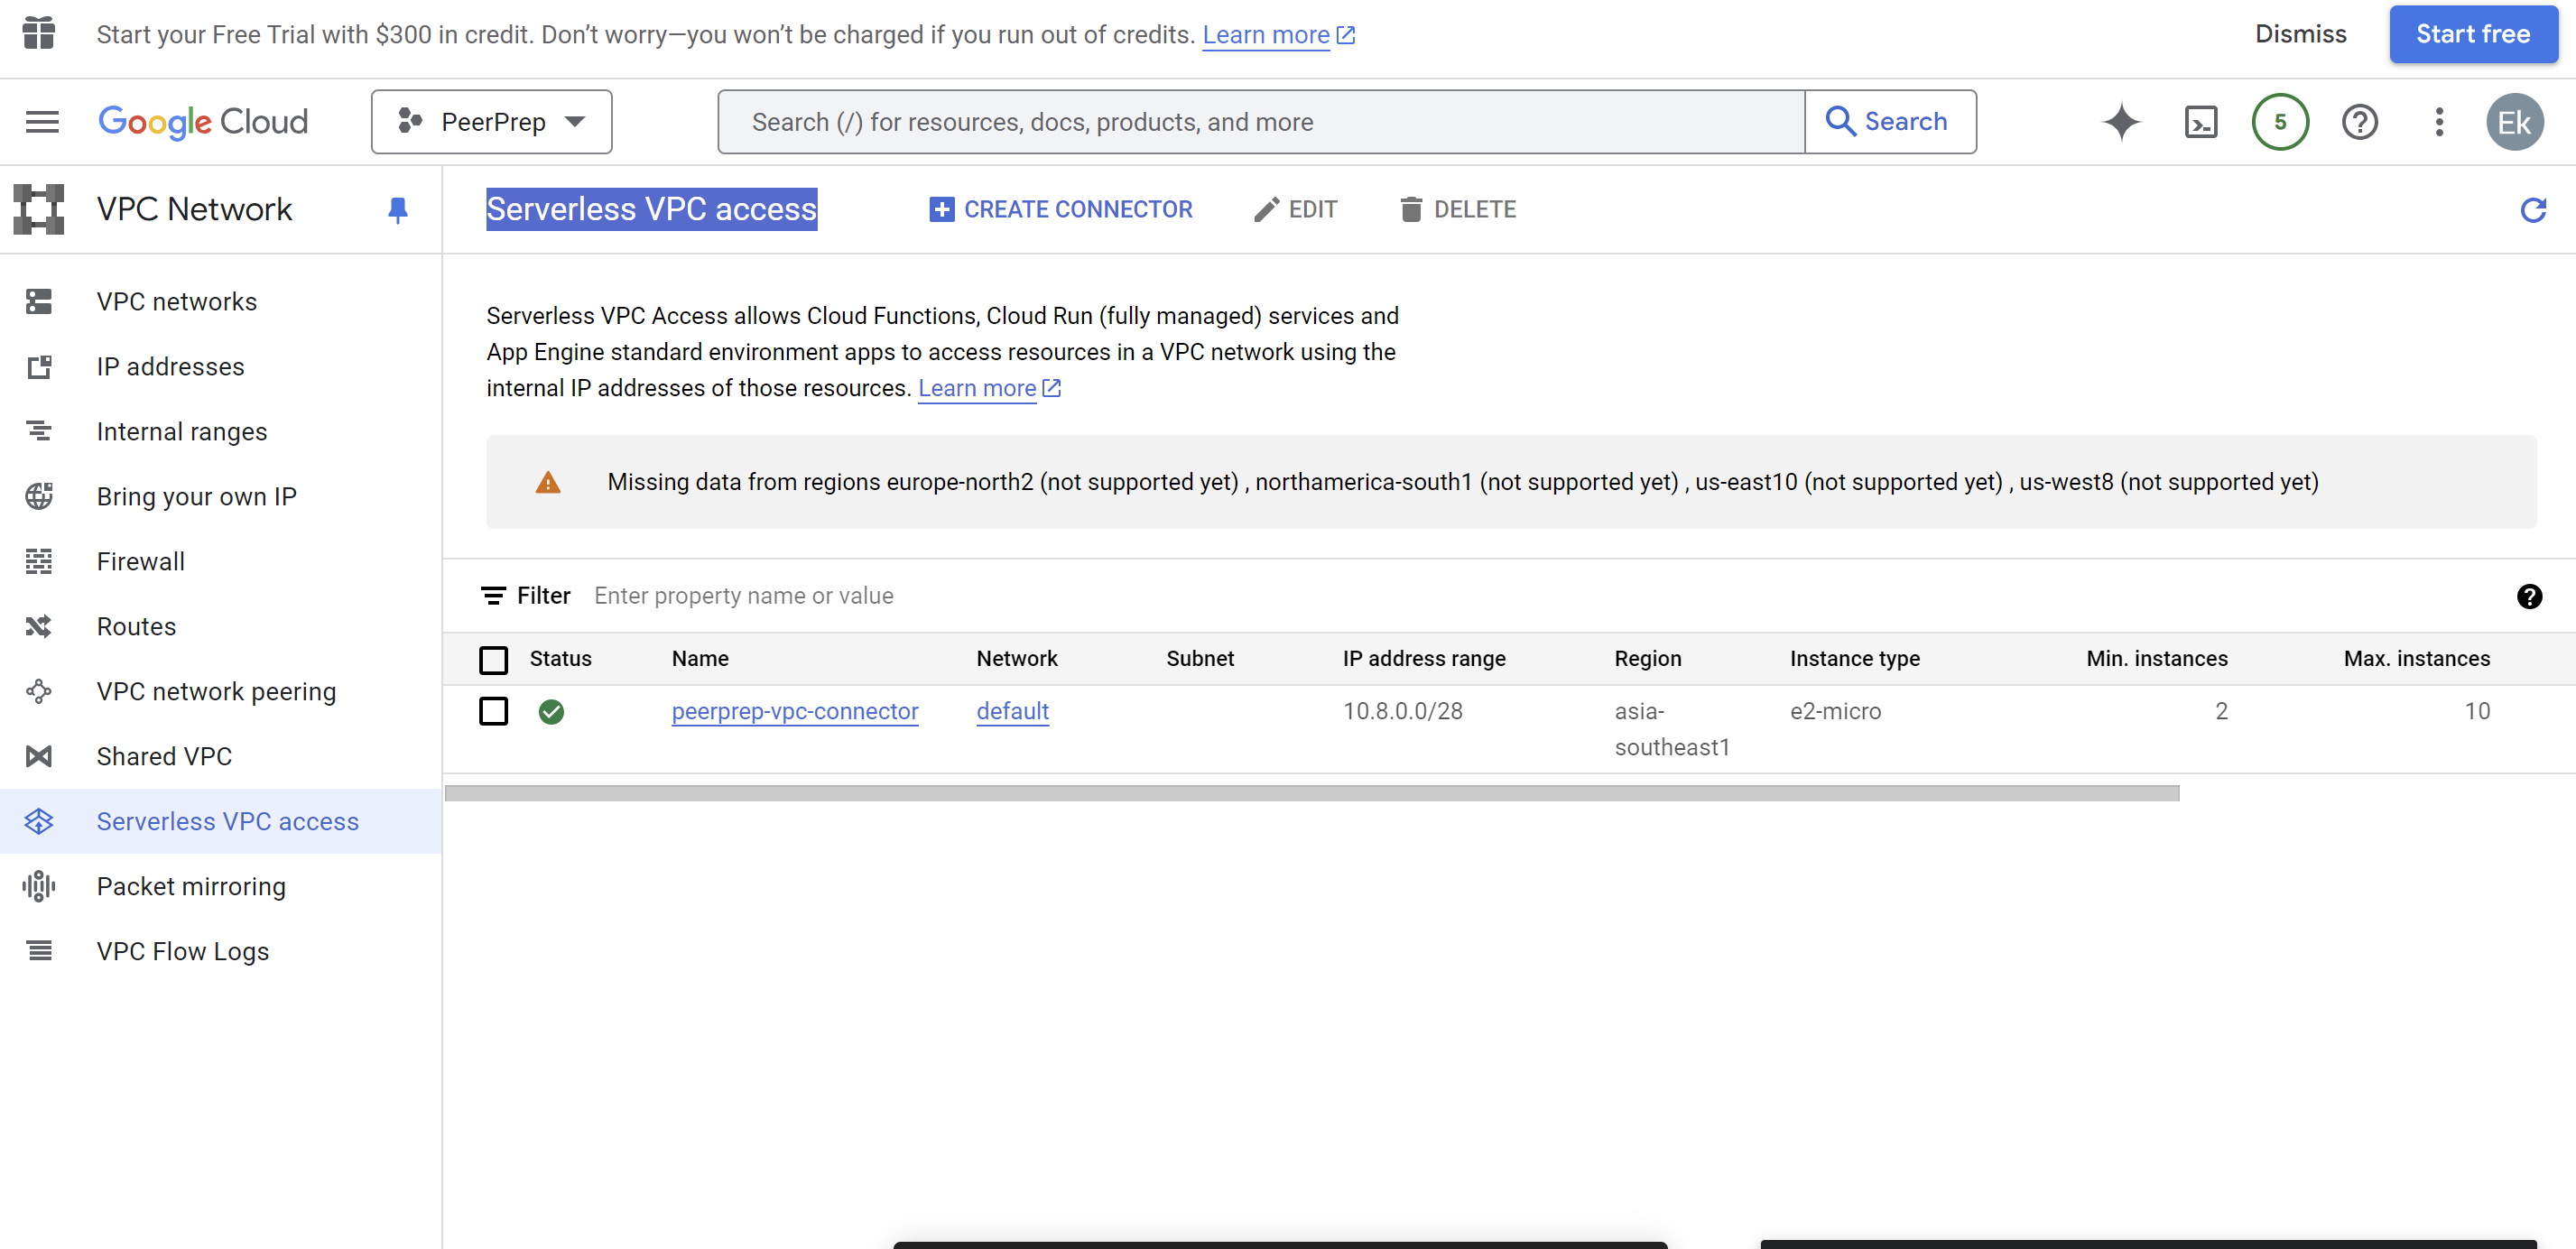 Start your Free Trial with $300 in credit. Don’t worry—you won’t be charged if you run out of credits. Learn more
Dismiss
Start free
Google Cloud
PeerPrep
Search (/) for resources, docs, products, and more
Search
5
Ek
VPC Network
Serverless VPC access
CREATE CONNECTOR
EDIT
DELETE
VPC networks
IP addresses
Internal ranges
Bring your own IP
Firewall
Routes
VPC network peering
Shared VPC
Serverless VPC access
Packet mirroring
VPC Flow Logs
Serverless VPC Access allows Cloud Functions, Cloud Run (fully managed) services and
App Engine standard environment apps to access resources in a VPC network using the
internal IP addresses of those resources. Learn more
Missing data from regions europe-north2 (not supported yet) , northamerica-south1 (not supported yet) , us-east10 (not supported yet) , us-west8 (not supported yet)
Filter Enter property name or value
Status Name Network Subnet IP address range Region Instance type Min. instances Max. instances
peerprep-vpc-connector default 10.8.0.0/28 asia- e2-micro 2 10
southeast1